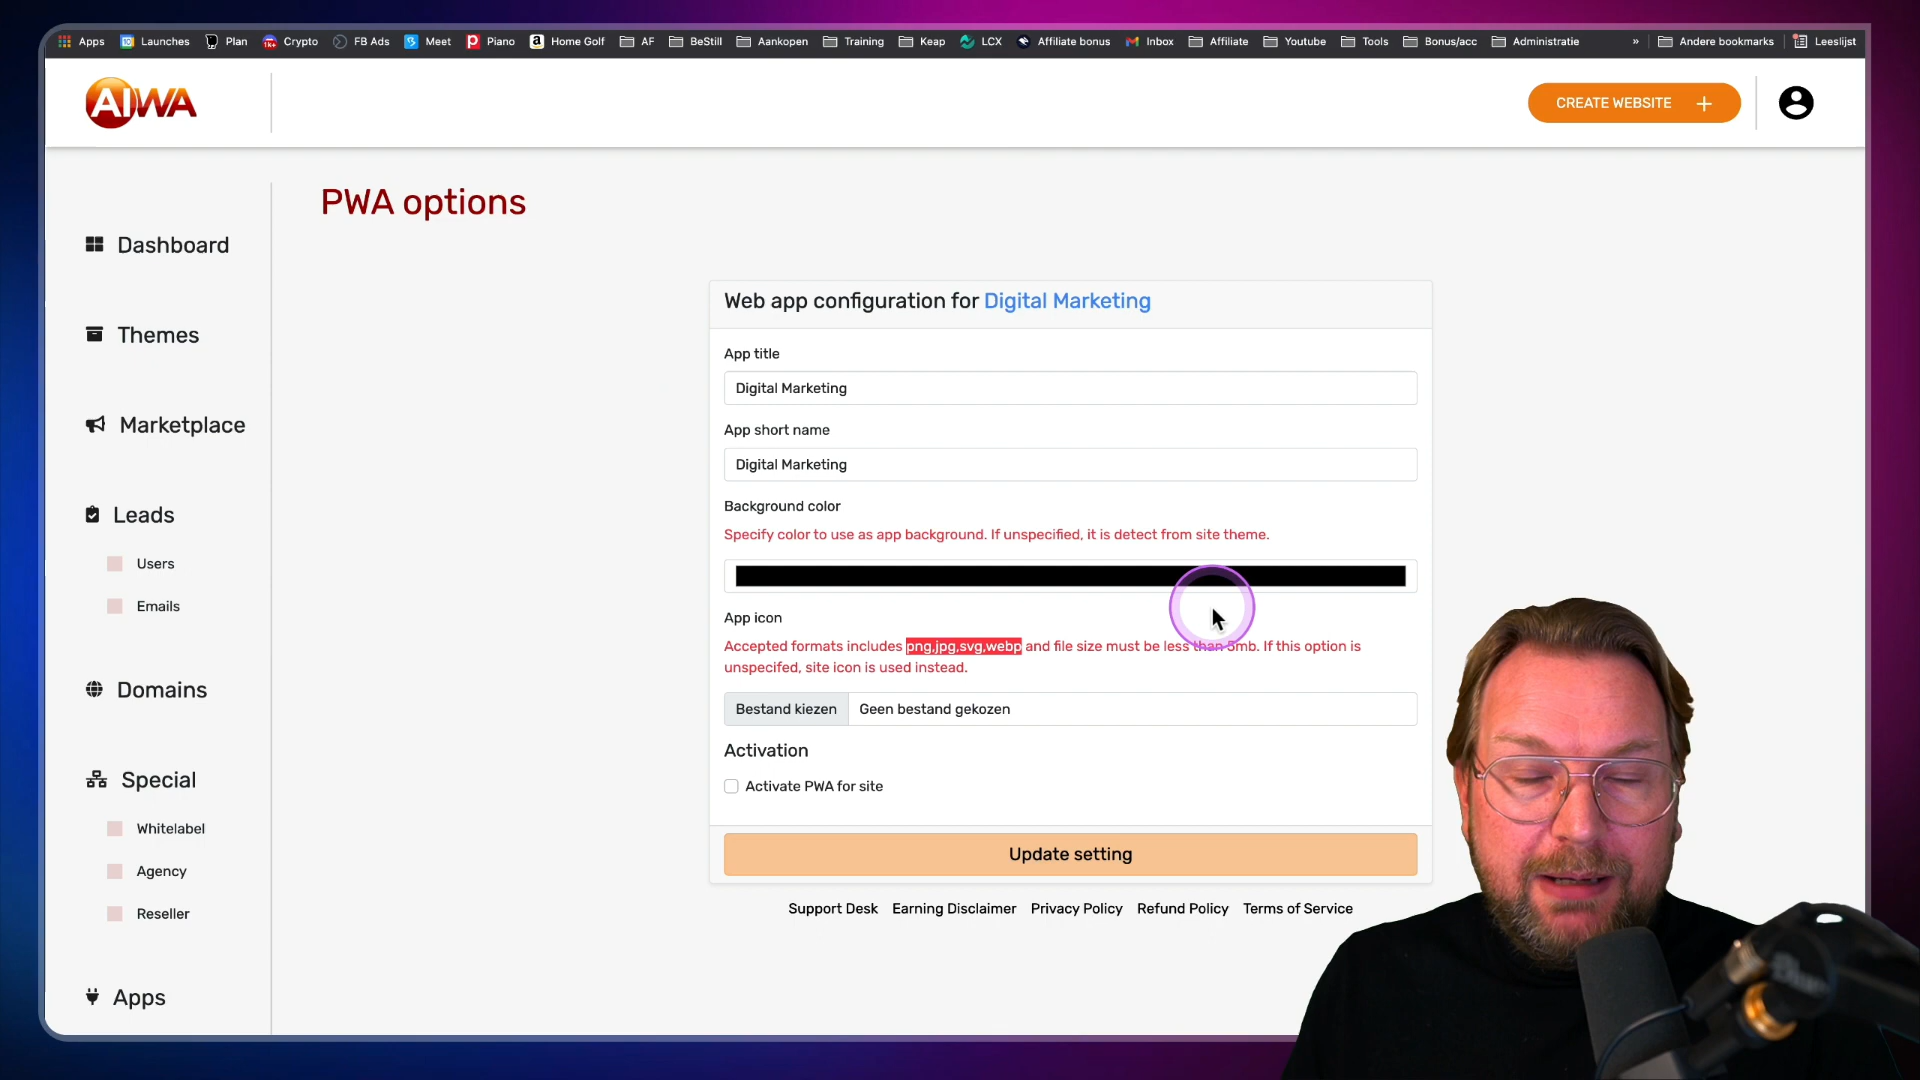 Apps Launches Plan Crypto FB Ads Meet Piano Home Golf AF BeStill Aankopen Training Keap LCX Affiliate bonus Inbox Affiliate Youtube Tools Bonus/acc Administratie » Andere bookmarks Leeslijst
AIWA
CREATE WEBSITE +
PWA options
Dashboard
Themes
Marketplace
Leads
Users
Emails
Domains
Special
Whitelabel
Agency
Reseller
Apps
Web app configuration for Digital Marketing
App title
Digital Marketing
App short name
Digital Marketing
Background color
Specify color to use as app background. If unspecified, it is detect from site theme.
App icon
Accepted formats includes png,jpg,svg,webp and file size must be less than 5mb. If this option is
unspecifed, site icon is used instead.
Bestand kiezen Geen bestand gekozen
Activation
Activate PWA for site
Update setting
Support Desk Earning Disclaimer Privacy Policy Refund Policy Terms of Service